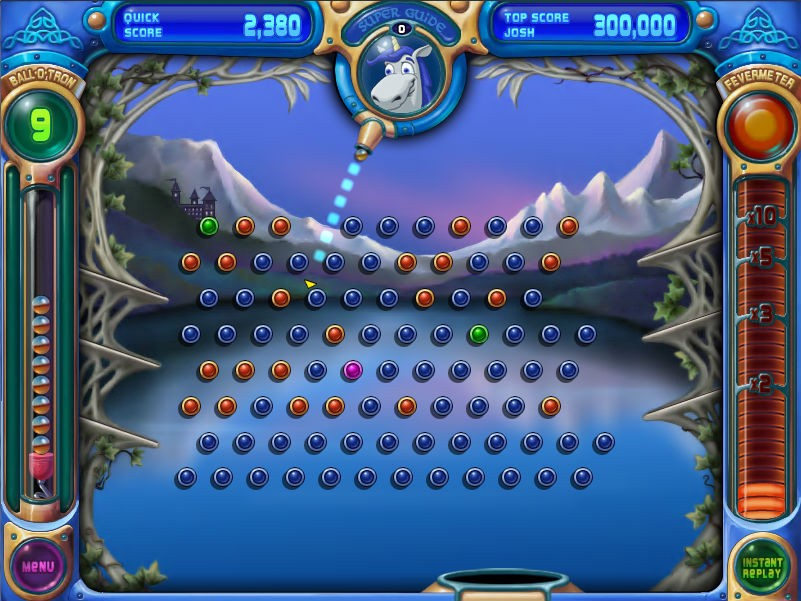 QUICK
SCORE
2,380
SUPER GUIDE
0
TOP SCORE
JOSH
300,000
BALL-O-TRON
9
FEVERMETER
x10
x5
x3
x2
MENU
INSTANT
REPLAY